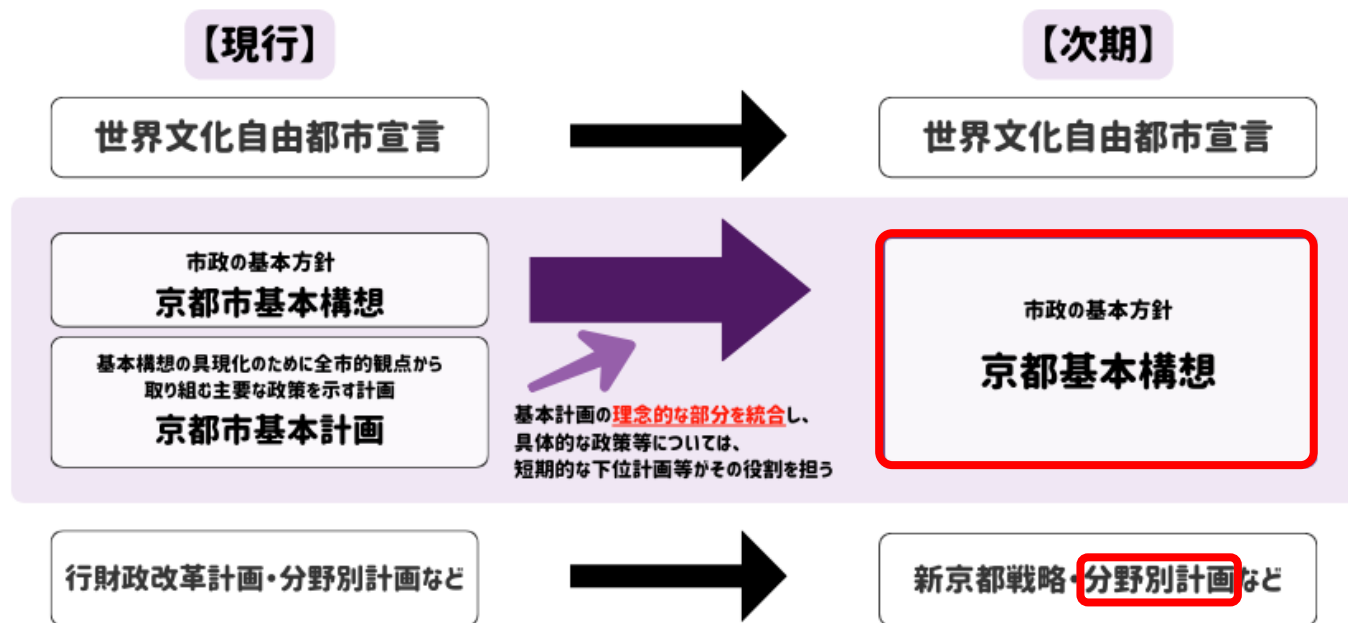 【現行】
【次期】
世界文化自由都市宣言
世界文化自由都市宣言
市政の基本方針
京都市基本構想
基本構想の具現化のために全市的観点から
取り組む主要な政策を示す計画
京都市基本計画
基本計画の理念的な部分を統合し、
具体的な政策等については、
短期的な下位計画等がその役割を担う
市政の基本方針
京都基本構想
行財政改革計画・分野別計画など
新京都戦略・分野別計画など